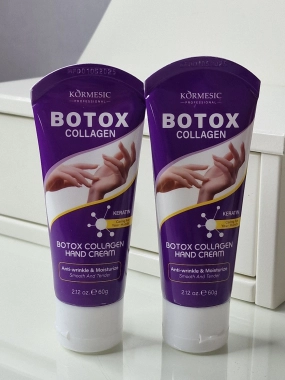 KORMESIC
PROFESSIONAL
BOTOX
COLLAGEN
KERATIN
BOTOX COLLAGEN
HAND CREAM
Anti-wrinkle & Moisturize
Smooth And Tender
2.12 oz. ℮ 60g
KORMESIC
PROFESSIONAL
BOTOX
COLLAGEN
KERATIN
BOTOX COLLAGEN
HAND CREAM
Anti-wrinkle & Moisturize
Smooth And Tender
2.12 oz. ℮ 60g